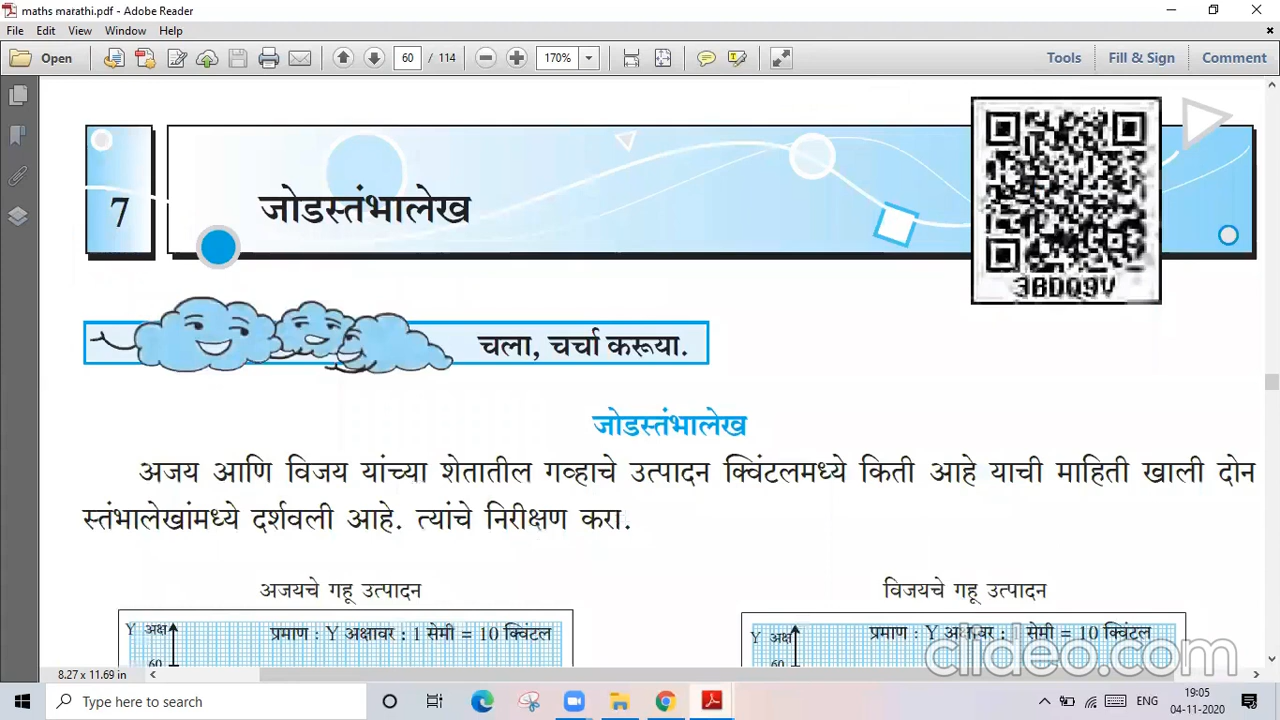 maths marathi.pdf - Adobe Reader
File Edit View Window Help
Open 60 / 114 170% Tools Fill & Sign Comment
7 जोडस्तंभालेख
3BDQ9V
चला, चर्चा करूया.
जोडस्तंभालेख
अजय आणि विजय यांच्या शेतातील गव्हाचे उत्पादन क्विंटलमध्ये किती आहे याची माहिती खाली दोन
स्तंभालेखांमध्ये दर्शवली आहे. त्यांचे निरीक्षण करा.
अजयचे गहू उत्पादन विजयचे गहू उत्पादन
Y अक्ष प्रमाण : Y अक्षावर : 1 सेमी = 10 क्विंटल Y अक्ष प्रमाण : Y अक्षावर : 1 सेमी = 10 क्विंटल
60 60
clideo.com
8.27 x 11.69 in
Type here to search ENG 19:05
04-11-2020